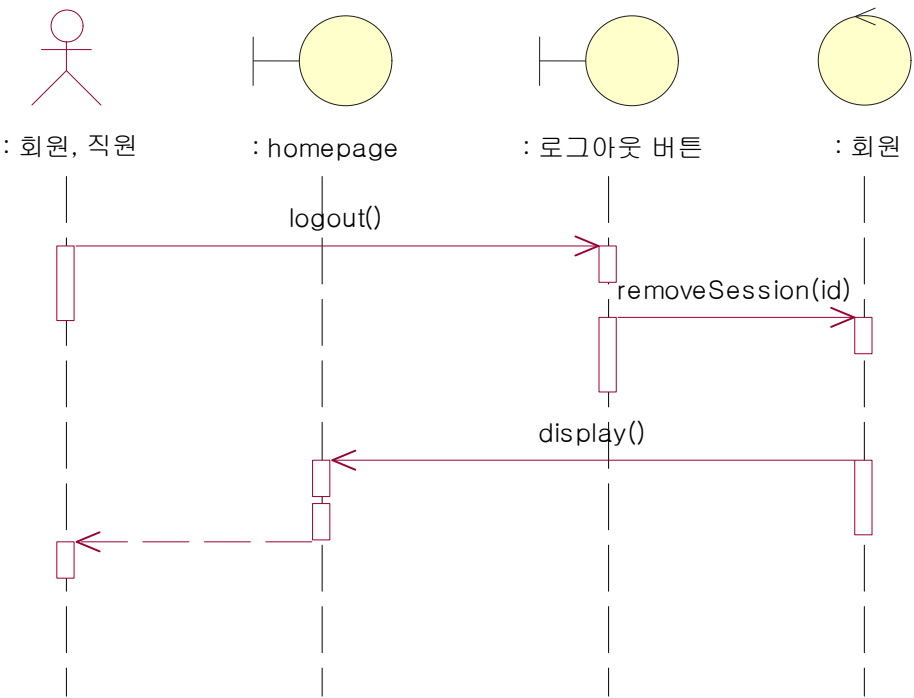 : 회원, 직원
: homepage
: 로그아웃 버튼
: 회원
logout()
removeSession(id)
display()